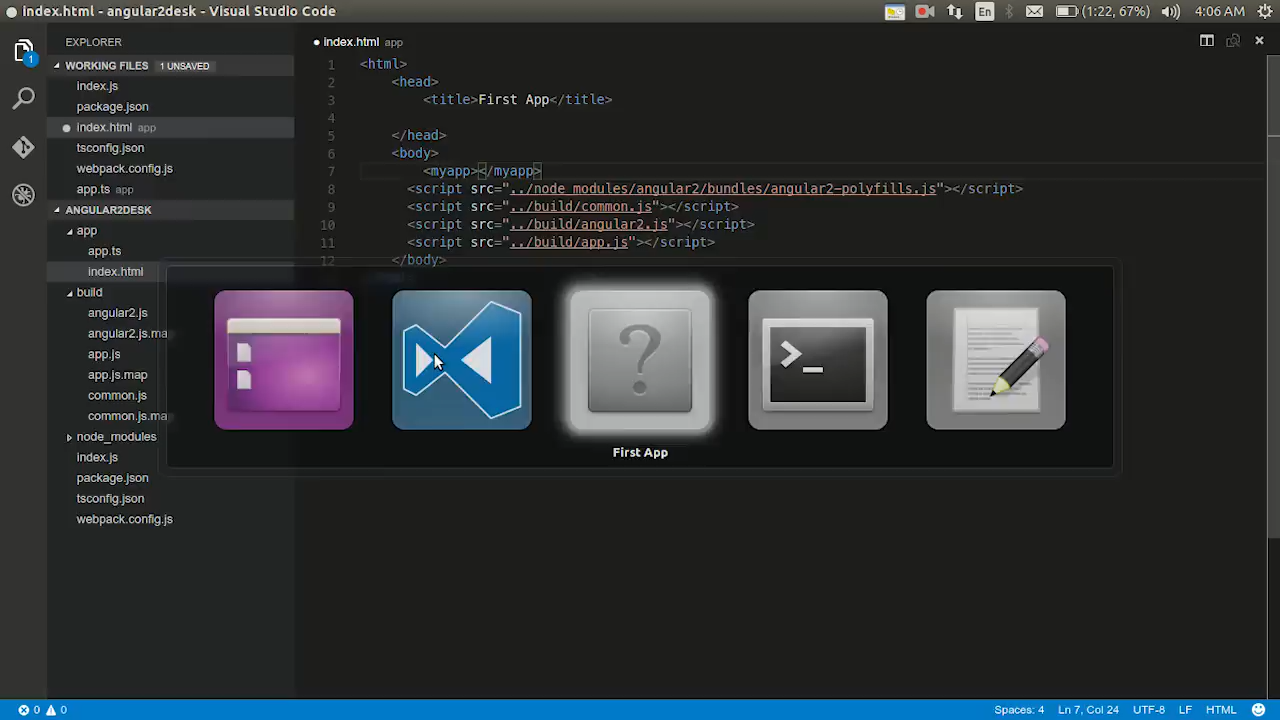 index.html - angular2desk - Visual Studio Code
En
(1:22, 67%)
4:06 AM
EXPLORER
WORKING FILES 1 UNSAVED
index.js
package.json
index.html app
tsconfig.json
webpack.config.js
app.ts app
ANGULAR2DESK
app
app.ts
index.html
build
angular2.js
angular2.js.ma
app.js
app.js.map
common.js
common.js.ma
node_modules
index.js
package.json
tsconfig.json
webpack.config.js
1
index.html app
1 <html>
2 <head>
3 <title>First App</title>
4
5 </head>
6 <body>
7 <myapp></myapp>
8 <script src="../node_modules/angular2/bundles/angular2-polyfills.js"></script>
9 <script src="../build/common.js"></script>
10 <script src="../build/angular2.js"></script>
11 <script src="../build/app.js"></script>
12 </body>
First App
0 0
Spaces: 4
Ln 7, Col 24
UTF-8
LF
HTML